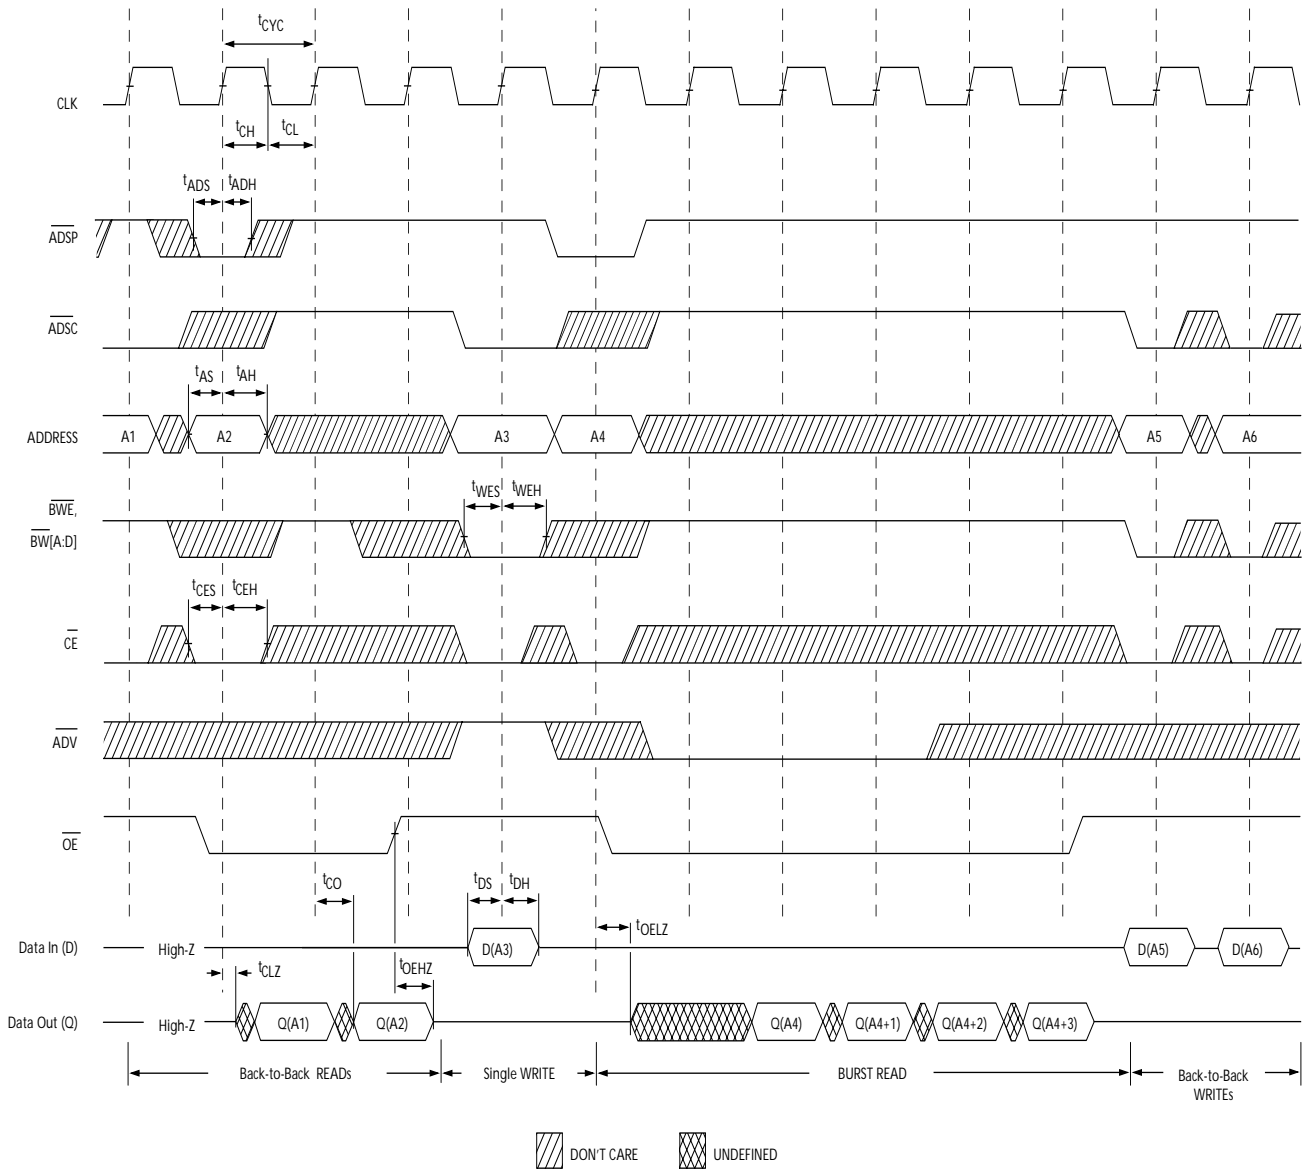 tCYC
CLK
tCH tCL
tADS tADH
ADSP
ADSC
tAS tAH
ADDRESS A1 A2 A3 A4 A5 A6
tWES tWEH
BWE,
BW[A:D]
tCES tCEH
CE
ADV
OE
tCO tDS tDH
tOELZ
Data In (D) High-Z D(A3) D(A5) D(A6)
tCLZ tOEHZ
Data Out (Q) High-Z Q(A1) Q(A2) Q(A4) Q(A4+1) Q(A4+2) Q(A4+3)
Back-to-Back READs Single WRITE BURST READ Back-to-Back
WRITEs
DON'T CARE UNDEFINED